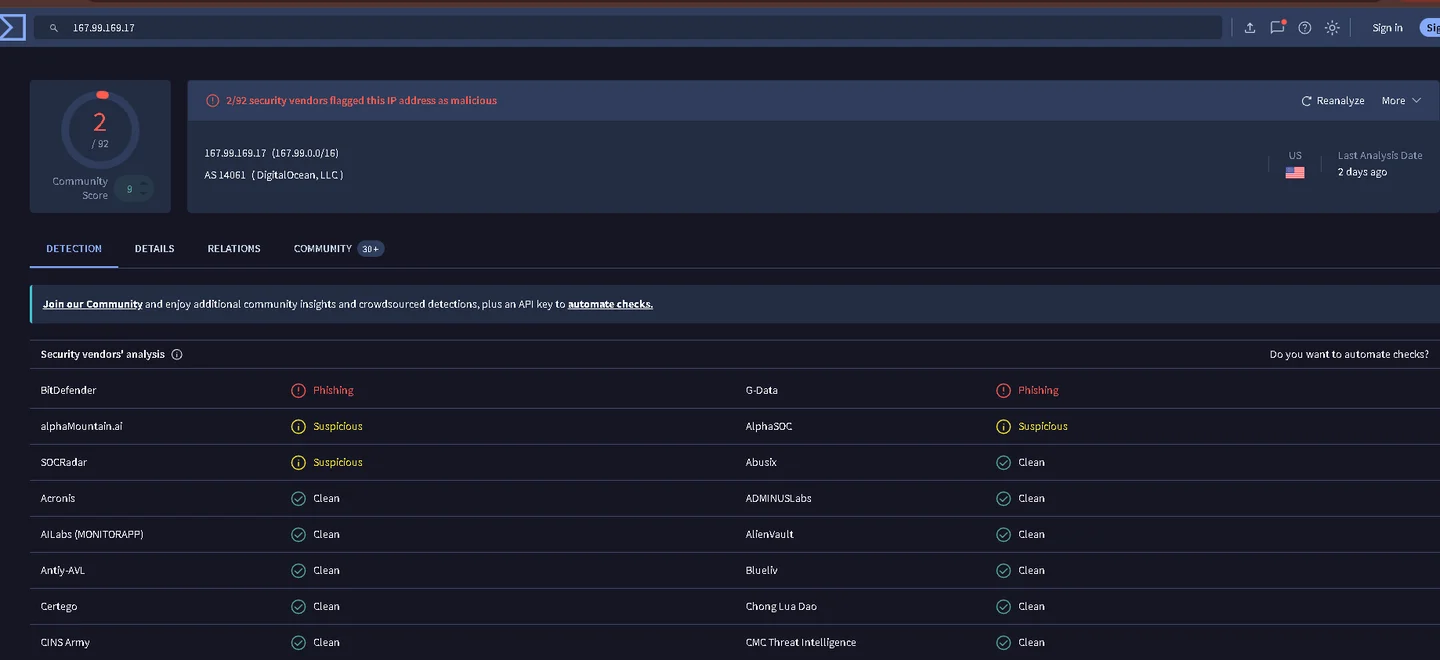 167.99.169.17
Sign in
2/92 security vendors flagged this IP address as malicious
Reanalyze
More
2
/ 92
Community
Score
9
167.99.169.17 (167.99.0.0/16)
AS 14061 ( DigitalOcean, LLC )
US
Last Analysis Date
2 days ago
DETECTION DETAILS RELATIONS COMMUNITY 30+
Join our Community and enjoy additional community insights and crowdsourced detections, plus an API key to automate checks.
Security vendors' analysis
Do you want to automate checks?
BitDefender Phishing G-Data Phishing
alphaMountain.ai Suspicious AlphaSOC Suspicious
SOCRadar Suspicious Abusix Clean
Acronis Clean ADMINUSLabs Clean
AILabs (MONITORAPP) Clean AlienVault Clean
Antiy-AVL Clean Blueliv Clean
Certego Clean Chong Lua Dao Clean
CINS Army Clean CMC Threat Intelligence Clean